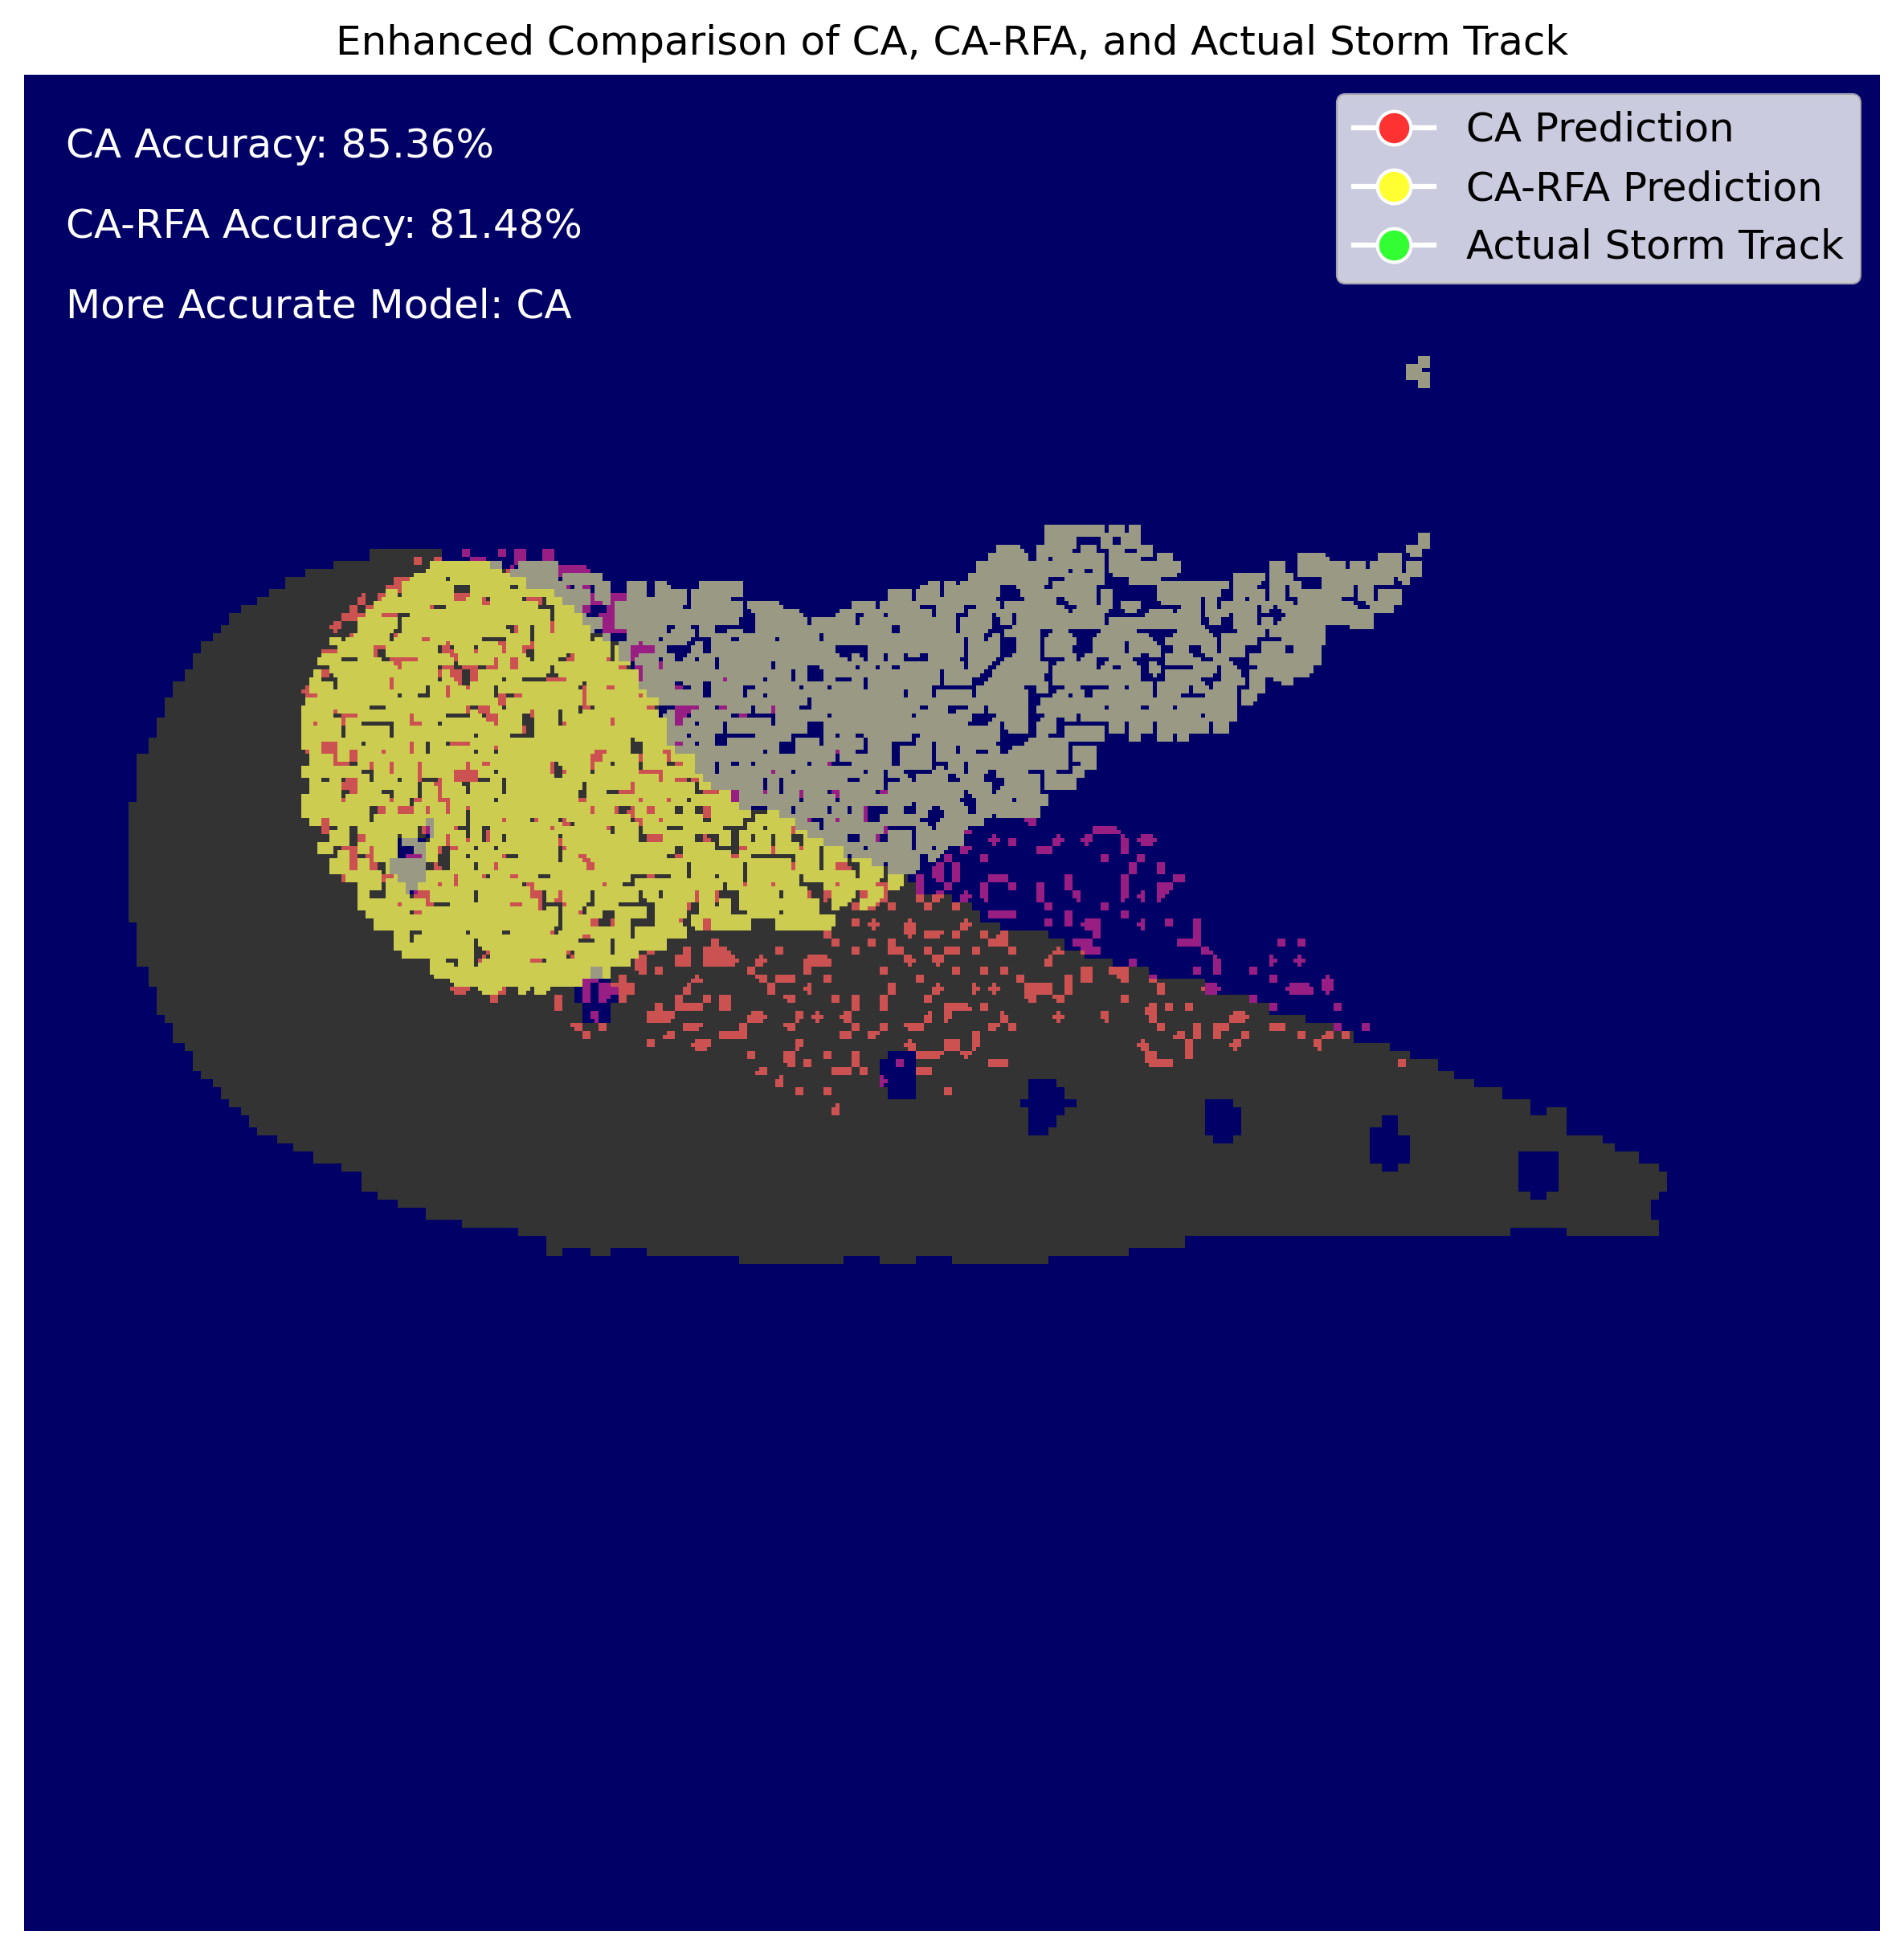 Enhanced Comparison of CA, CA-RFA, and Actual Storm Track
CA Accuracy: 85.36%
CA-RFA Accuracy: 81.48%
More Accurate Model: CA
CA Prediction
CA-RFA Prediction
Actual Storm Track